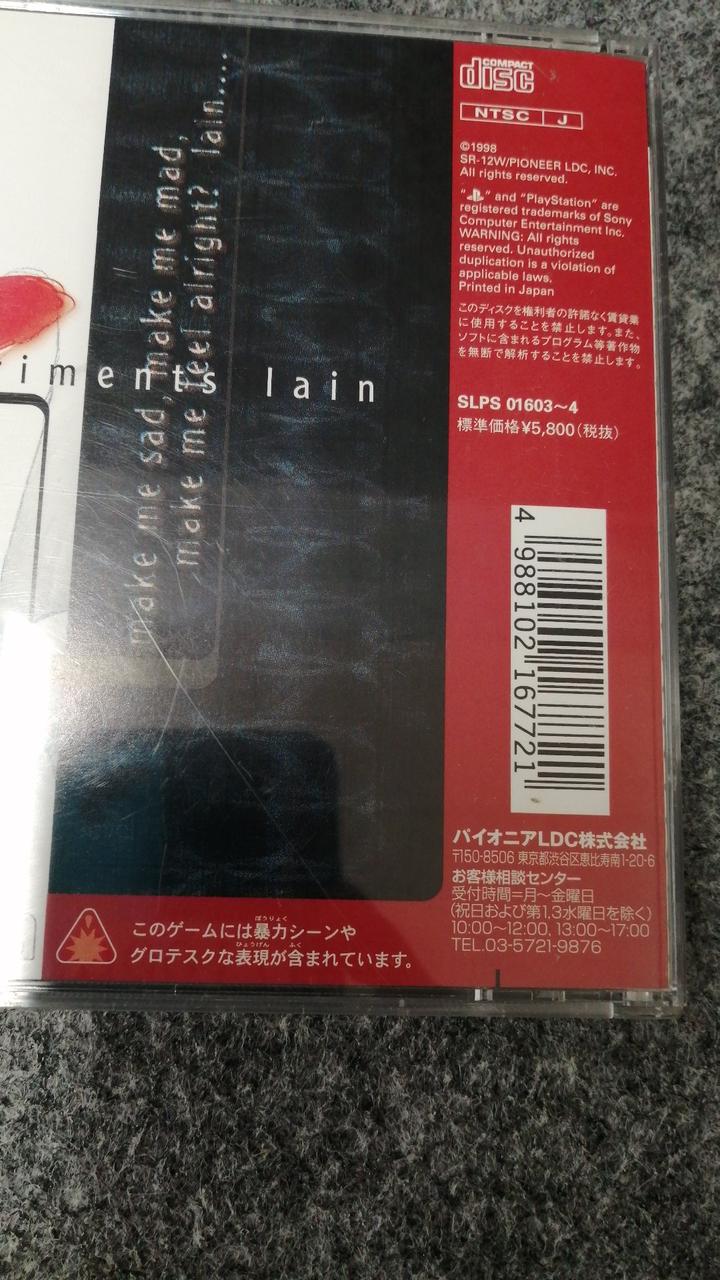 make me sad, make me mad,
make me feel alright? lain.....
iments lain
COMPACT
disc
NTSC J
©1998
SR-12W/PIONEER LDC, INC.
All rights reserved.
" " and "PlayStation" are
registered trademarks of Sony
Computer Entertainment Inc.
WARNING: All rights
reserved. Unauthorized
duplication is a violation of
applicable laws.
Printed in Japan
このディスクを権利者の許諾なく賃貸業
に使用することを禁止します。また、
ソフトに含まれるプログラム等著作物
を無断で解析することを禁止します。
SLPS 01603〜4
標準価格¥5,800(税抜)
4 988102 167721
パイオニアLDC株式会社
〒150-8506 東京都渋谷区恵比寿南1-20-6
お客様相談センター
受付時間=月〜金曜日
(祝日および第1,3水曜日を除く)
10:00〜12:00, 13:00〜17:00
TEL.03-5721-9876
ぼうりょく
このゲームには暴力シーンや
ひょうげん ふく
グロテスクな表現が含まれています。